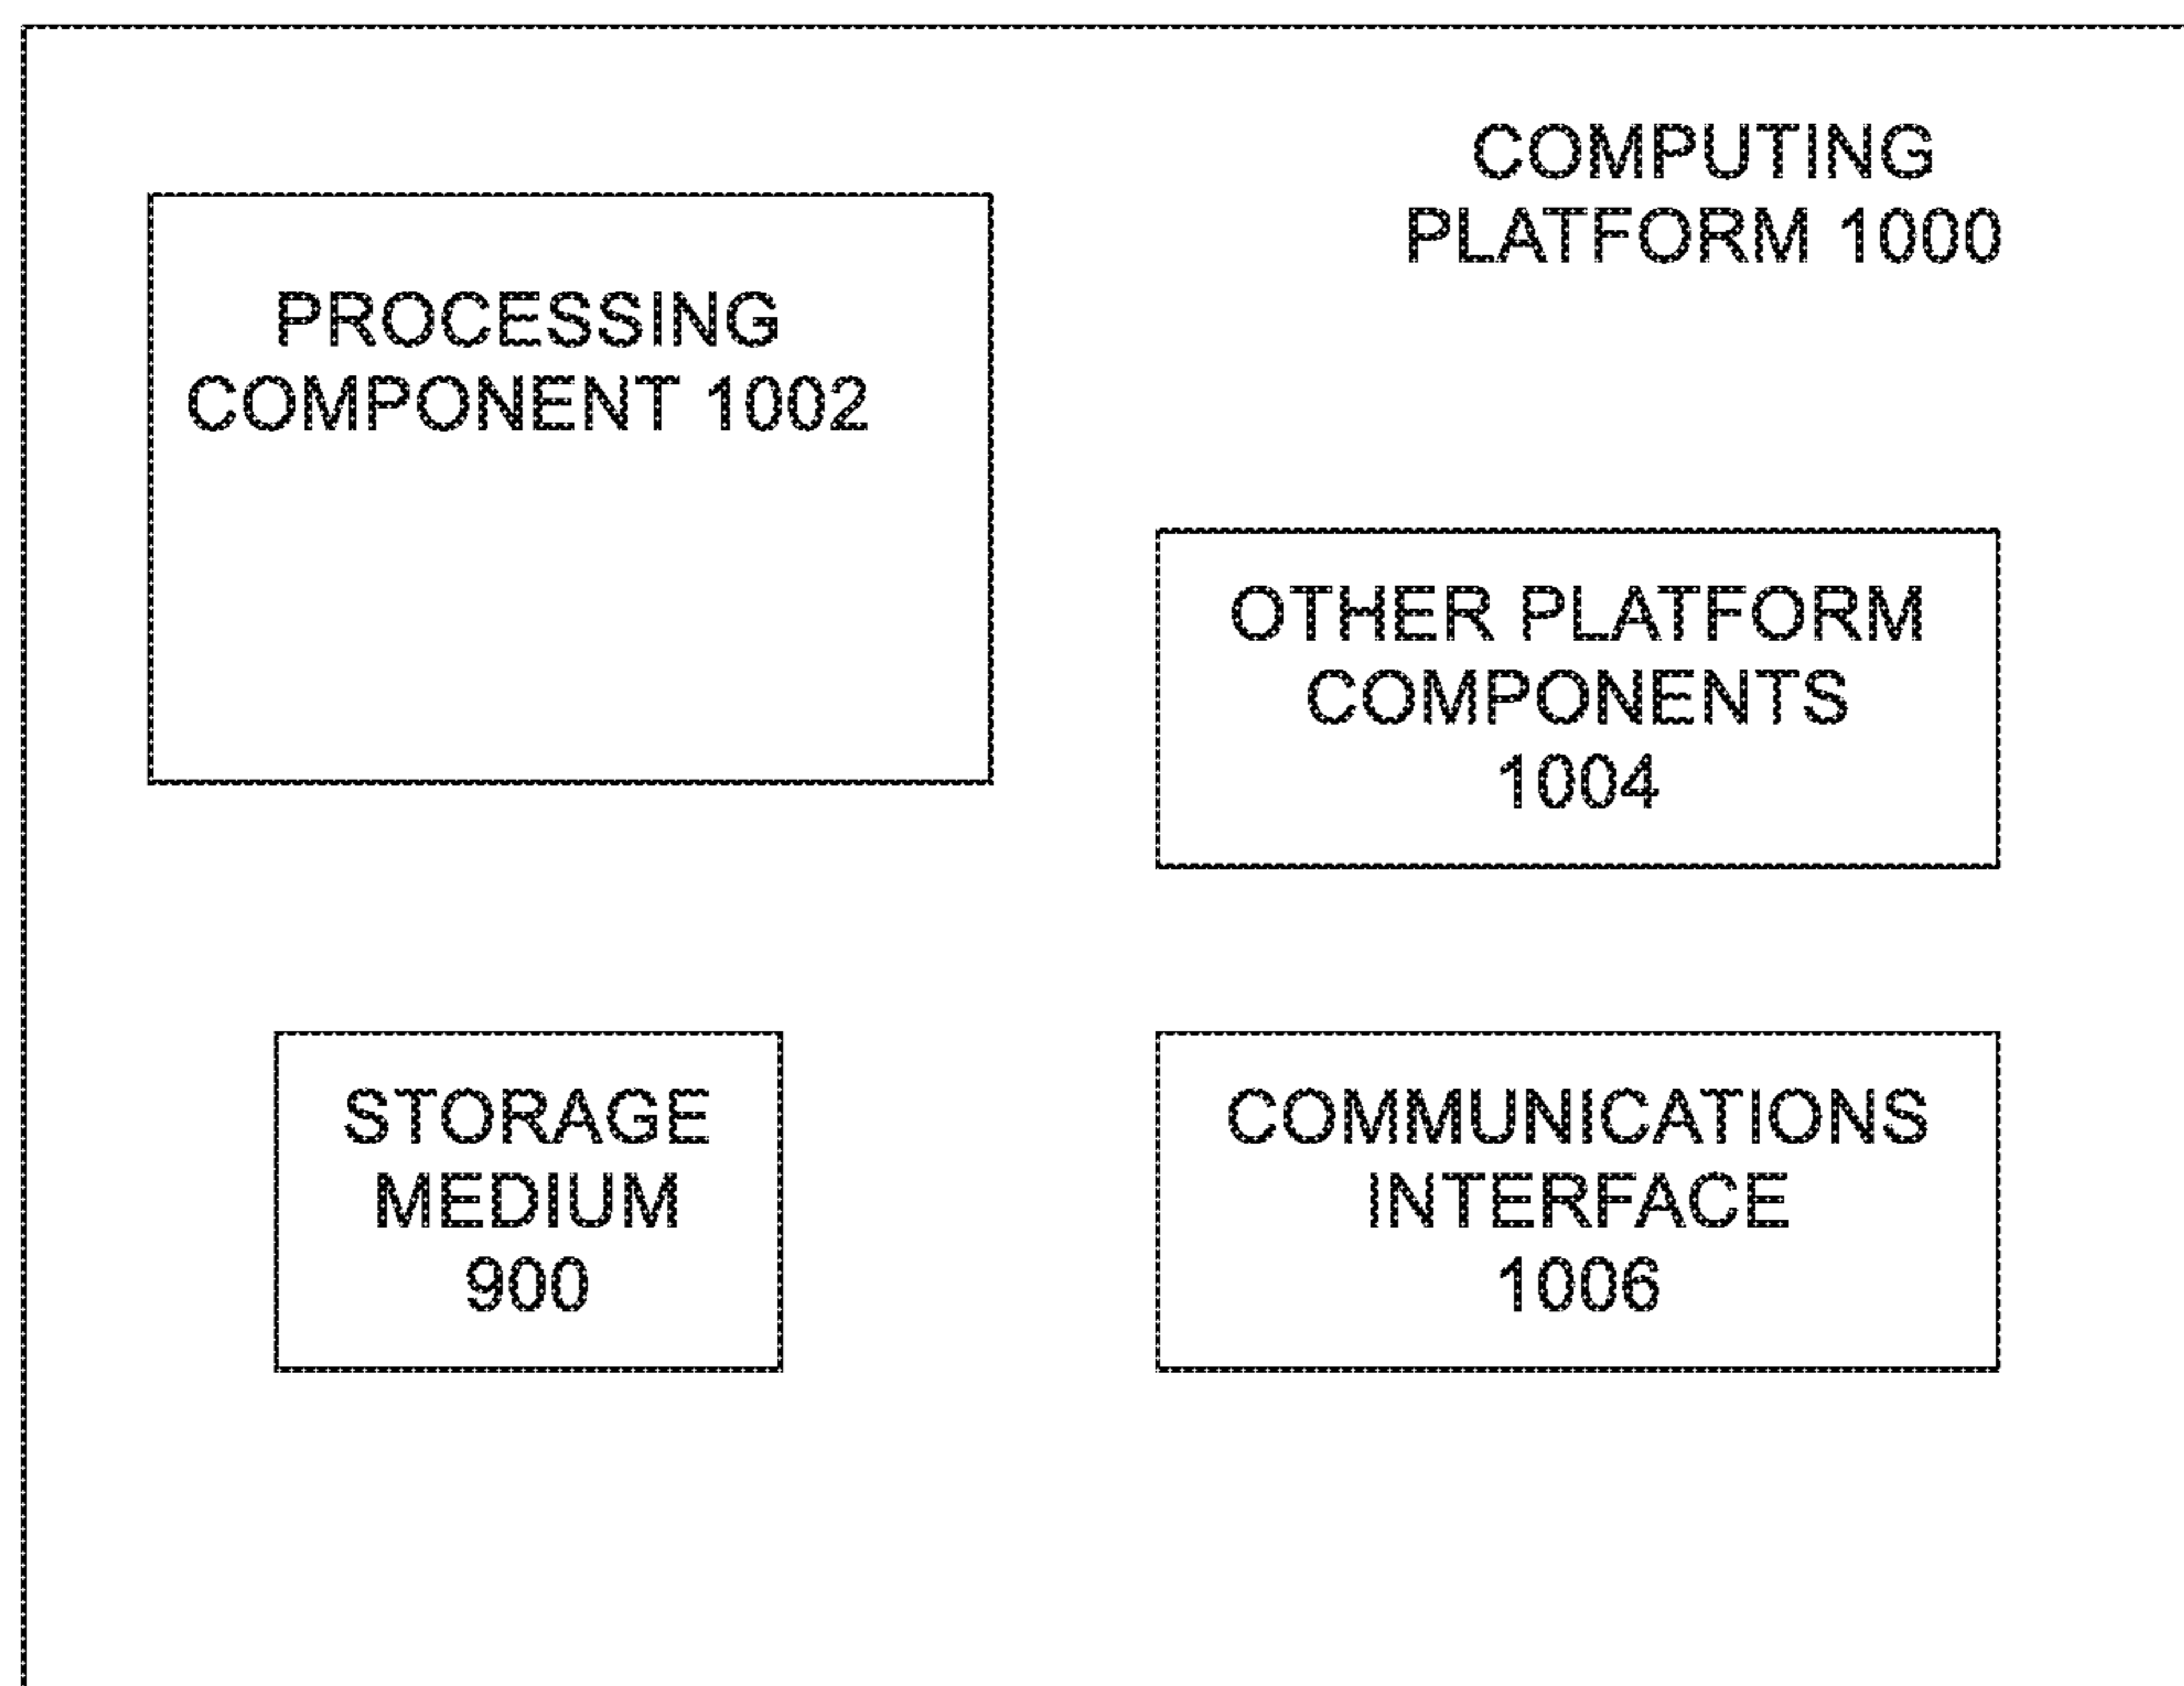 COMPUTING
PLATFORM 1000
PROCESSING
COMPONENT 1002
OTHER PLATFORM
COMPONENTS
1004
STORAGE
MEDIUM
900
COMMUNICATIONS
INTERFACE
1006